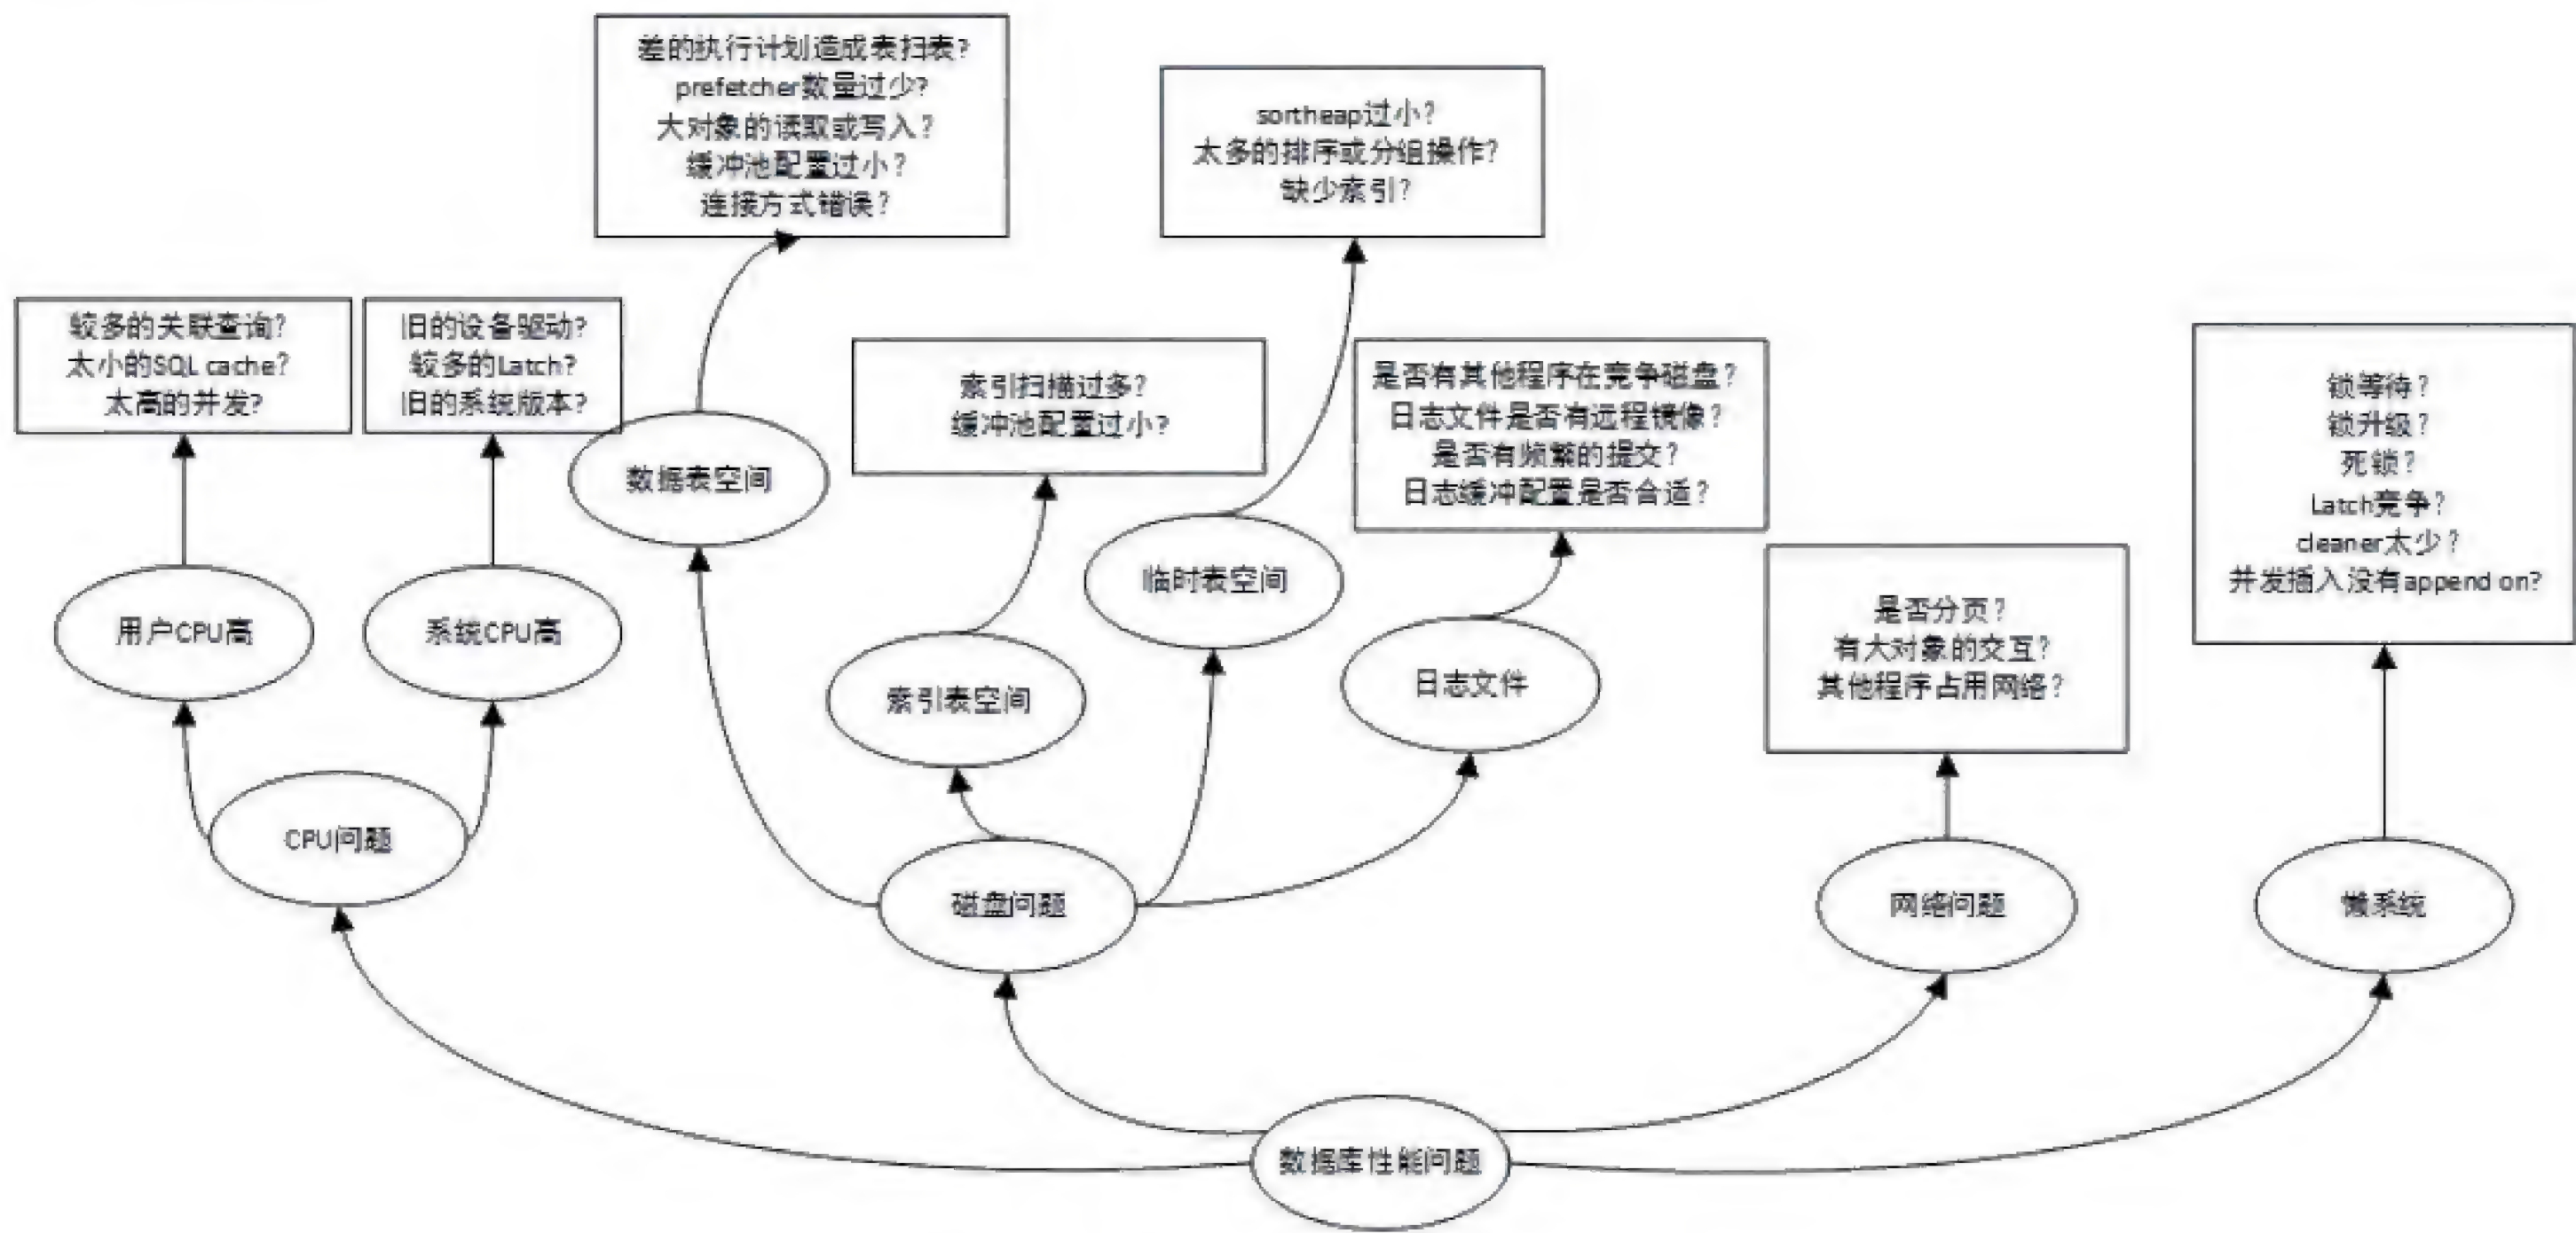 差的执行计划造成表扫表?
prefetcher数量过少?
大对象的读取或写入?
缓冲池配置过小?
连接方式错误?
sortheap过小?
太多的排序或分组操作?
缺少索引?
较多的关联查询?
太小的SQL cache?
太高的并发?
旧的设备驱动?
较多的Latch?
旧的系统版本?
索引扫描过多?
缓冲池配置过小?
是否有其他程序在竞争磁盘?
日志文件是否有远程镜像?
是否有频繁的提交?
日志缓冲配置是否合适?
锁等待?
锁升级?
死锁?
Latch竞争?
cleaner太少?
并发插入没有append on?
数据表空间
临时表空间
是否分页?
有大对象的交互?
其他程序占用网络?
用户CPU高
系统CPU高
索引表空间
日志文件
CPU问题
磁盘问题
网络问题
懒系统
数据库性能问题